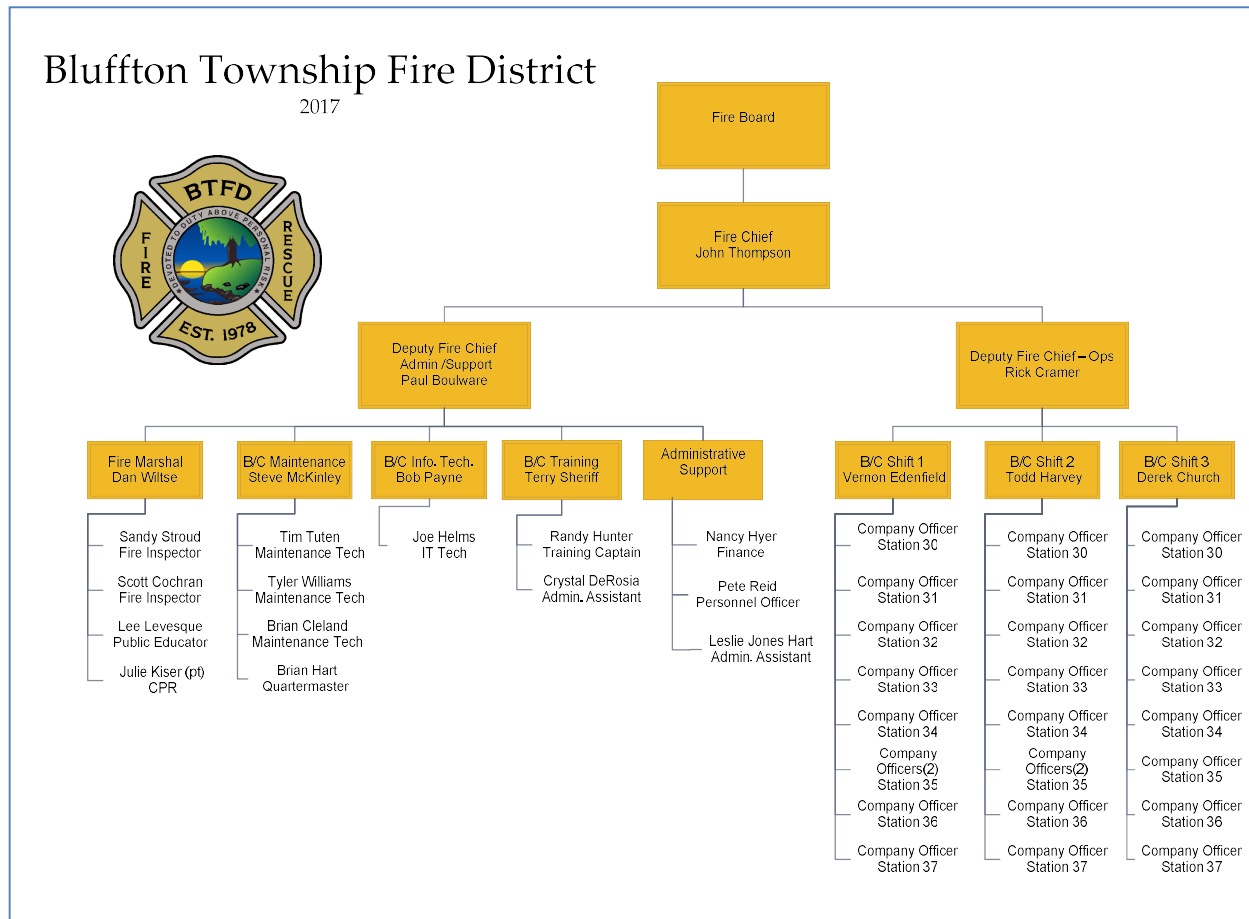 Bluffton Township Fire District
2017
BTFD
FIRE
RESCUE
DEVOTED TO DUTY ABOVE PERSONAL RISK
EST. 1978
Fire Board
Fire Chief
John Thompson
Deputy Fire Chief
Admin /Support
Paul Boulware
Deputy Fire Chief – Ops
Rick Cramer
Fire Marshal
Dan Wiltse
B/C Maintenance
Steve McKinley
B/C Info. Tech.
Bob Payne
B/C Training
Terry Sheriff
Administrative
Support
B/C Shift 1
Vernon Edenfield
B/C Shift 2
Todd Harvey
B/C Shift 3
Derek Church
Sandy Stroud
Fire Inspector
Scott Cochran
Fire Inspector
Lee Levesque
Public Educator
Julie Kiser (pt)
CPR
Tim Tuten
Maintenance Tech
Tyler Williams
Maintenance Tech
Brian Cleland
Maintenance Tech
Brian Hart
Quartermaster
Joe Helms
IT Tech
Randy Hunter
Training Captain
Crystal DeRosia
Admin. Assistant
Nancy Hyer
Finance
Pete Reid
Personnel Officer
Leslie Jones Hart
Admin. Assistant
Company Officer
Station 30
Company Officer
Station 31
Company Officer
Station 32
Company Officer
Station 33
Company Officer
Station 34
Company
Officers(2)
Station 35
Company Officer
Station 36
Company Officer
Station 37
Company Officer
Station 30
Company Officer
Station 31
Company Officer
Station 32
Company Officer
Station 33
Company Officer
Station 34
Company
Officers(2)
Station 35
Company Officer
Station 36
Company Officer
Station 37
Company Officer
Station 30
Company Officer
Station 31
Company Officer
Station 32
Company Officer
Station 33
Company Officer
Station 34
Company Officer
Station 35
Company Officer
Station 36
Company Officer
Station 37